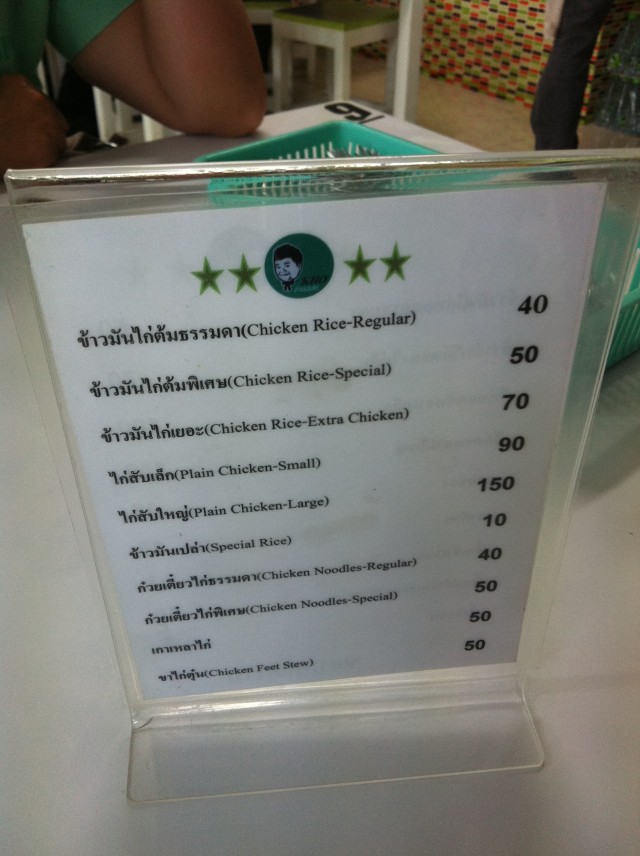 KHO
ข้าวมันไก่ต้มธรรมดา(Chicken Rice-Regular) 40
ข้าวมันไก่ต้มพิเศษ(Chicken Rice-Special) 50
ข้าวมันไก่เยอะ(Chicken Rice-Extra Chicken) 70
ไก่สับเล็ก(Plain Chicken-Small) 90
ไก่สับใหญ่(Plain Chicken-Large) 150
ข้าวมันเปล่า(Special Rice) 10
ก๋วยเตี๋ยวไก่ธรรมดา(Chicken Noodles-Regular) 40
ก๋วยเตี๋ยวไก่พิเศษ(Chicken Noodles-Special) 50
เกาเหลาไก่ 50
ขาไก่ตุ๋น(Chicken Feet Stew) 50